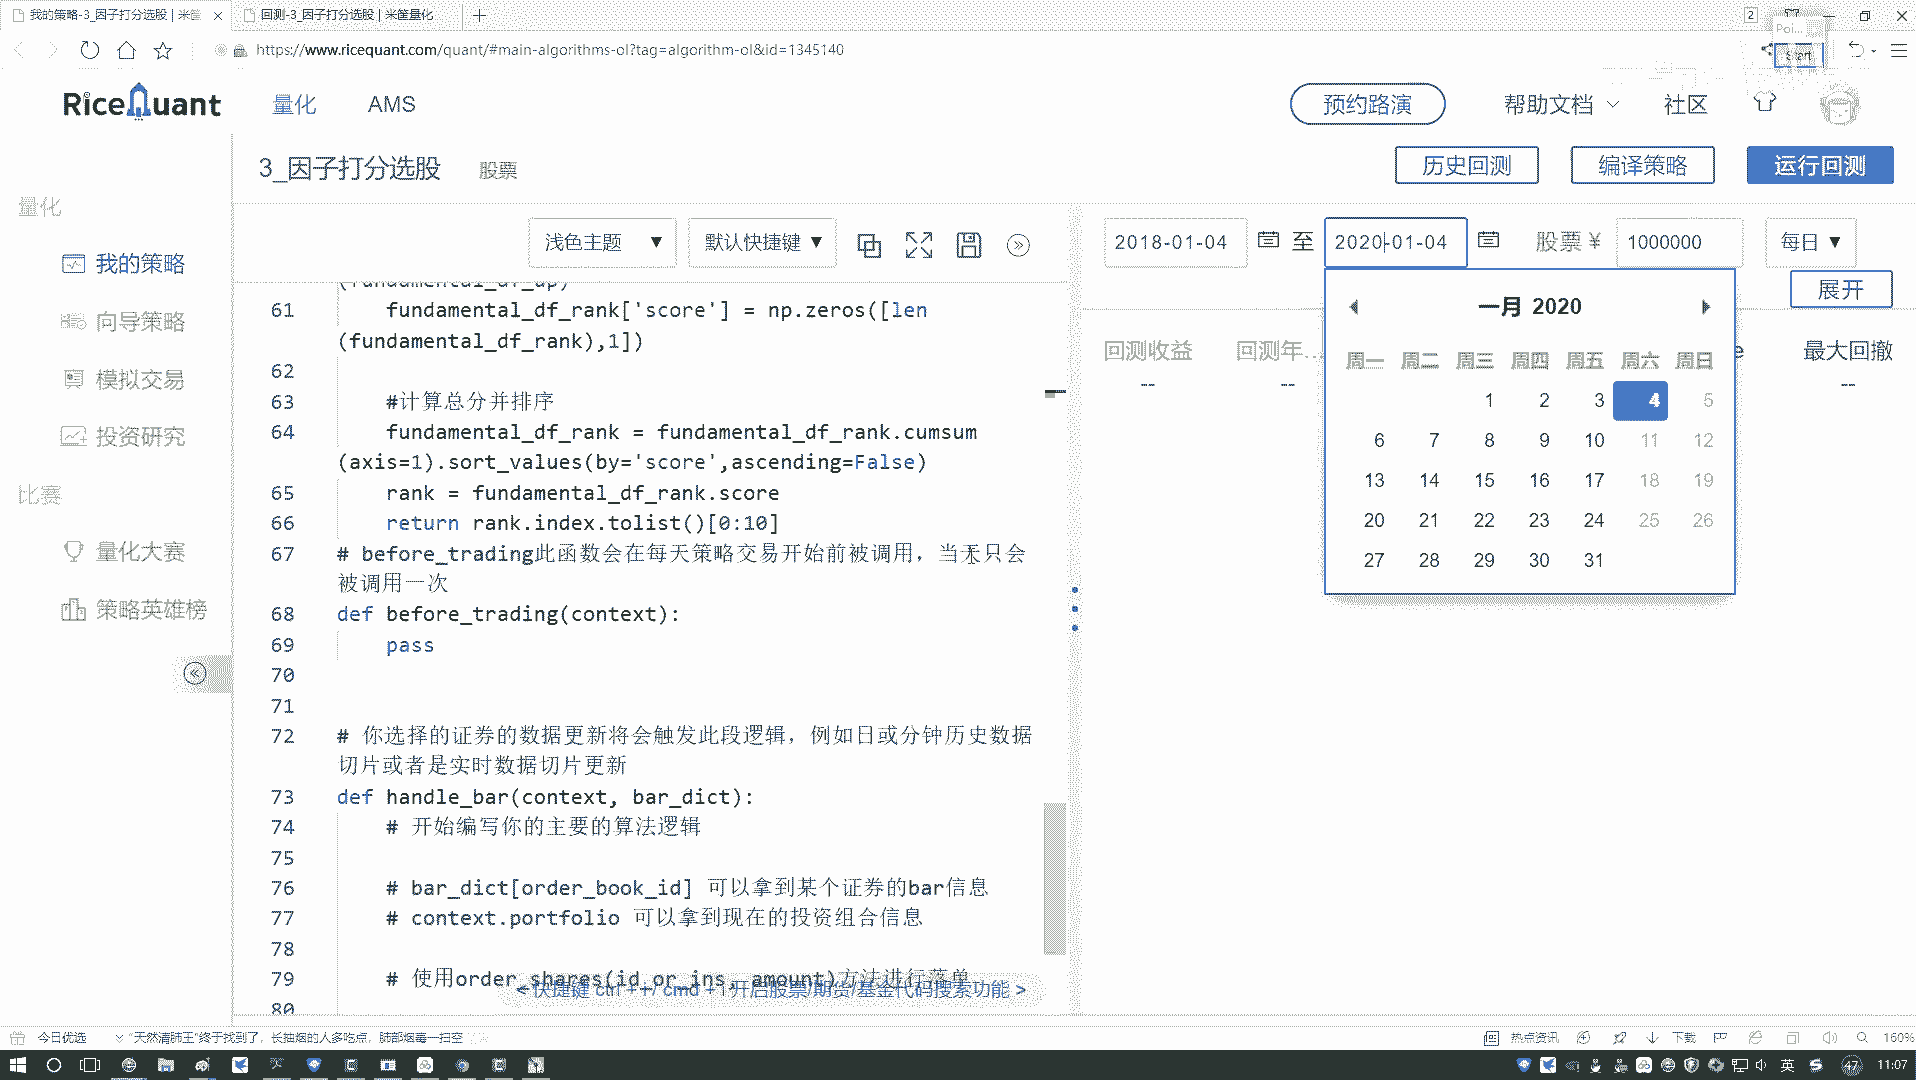 我的策略-3_因子打分选股 | 米筐
回测-3_因子打分选股 | 米筐量化
2
https://www.ricequant.com/quant/#main-algorithms-ol?tag=algorithm-ol&id=1345140
Poi...
Start
RiceQuant
量化
AMS
预约路演
帮助文档
社区
3_因子打分选股
股票
历史回测
编译策略
运行回测
量化
我的策略
向导策略
模拟交易
投资研究
比赛
量化大赛
策略英雄榜
浅色主题 ▼
默认快捷键 ▼
2018-01-04
至
2020-01-04
股票 ¥
1000000
每日 ▼
展开
61     fundamental_df_rank['score'] = np.zeros([len
(fundamental_df_rank),1])
62
63     #计算总分并排序
64     fundamental_df_rank = fundamental_df_rank.cumsum
(axis=1).sort_values(by='score',ascending=False)
65     rank = fundamental_df_rank.score
66     return rank.index.tolist()[0:10]
67 # before_trading此函数会在每天策略交易开始前被调用，当天只会
被调用一次
68 def before_trading(context):
69     pass
70
71
72 # 你选择的证券的数据更新将会触发此段逻辑，例如日或分钟历史数据
切片或者是实时数据切片更新
73 def handle_bar(context, bar_dict):
74     # 开始编写你的主要的算法逻辑
75
76     # bar_dict[order_book_id] 可以拿到某个证券的bar信息
77     # context.portfolio 可以拿到现在的投资组合信息
78
79     # 使用order_shares(id_or_ins, amount)方法进行落单
80
<快捷键 ctrl + i / cmd + i 开启股票/期货/基金代码搜索功能 >
回测收益
回测年...
最大回撤
--
--
--
一月 2020
周一 周二 周三 周四 周五 周六 周日
1 2 3 4 5
6 7 8 9 10 11 12
13 14 15 16 17 18 19
20 21 22 23 24 25 26
27 28 29 30 31
今日优选
"天然清肺王"终于找到了，长抽烟的人多吃点，肺部烟毒一扫空
热点资讯
下载
160%
英
47
11:07